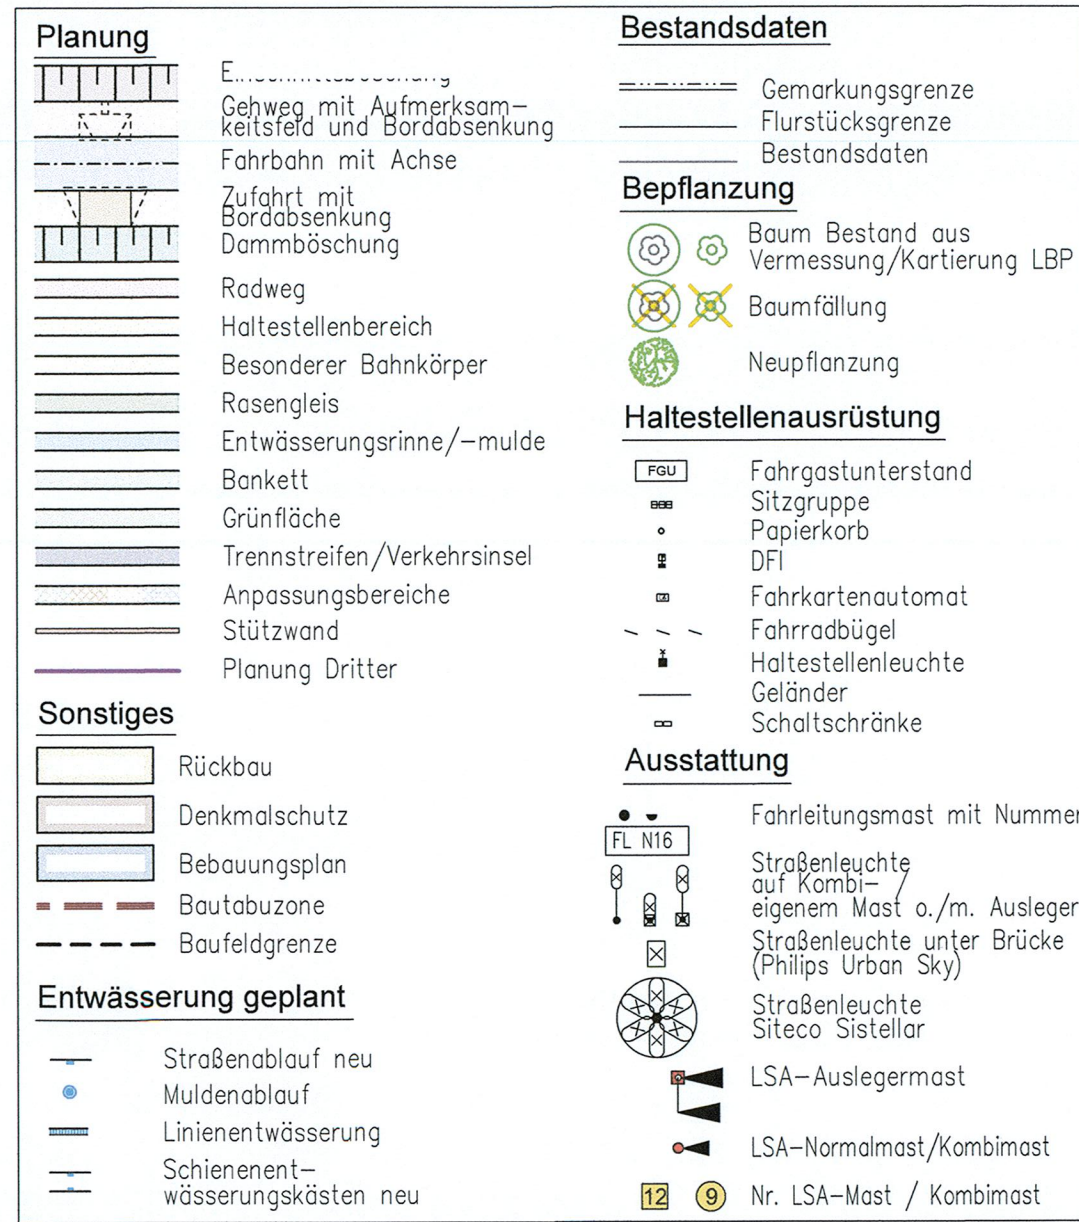 Planung
Gehweg mit Aufmerksam-
keitsfeld und Bordabsenkung
Fahrbahn mit Achse
Zufahrt mit
Bordabsenkung
Dammböschung
Radweg
Haltestellenbereich
Besonderer Bahnkörper
Rasengleis
Entwässerungsrinne/-mulde
Bankett
Grünfläche
Trennstreifen/Verkehrsinsel
Anpassungsbereiche
Stützwand
Planung Dritter
Sonstiges
Rückbau
Denkmalschutz
Bebauungsplan
Bautabuzone
Baufeldgrenze
Entwässerung geplant
Straßenablauf neu
Muldenablauf
Linienentwässerung
Schienenent-
wässerungskästen neu
Bestandsdaten
Gemarkungsgrenze
Flurstücksgrenze
Bestandsdaten
Bepflanzung
Baum Bestand aus
Vermessung/Kartierung LBP
Baumfällung
Neupflanzung
Haltestellenausrüstung
FGU Fahrgastunterstand
Sitzgruppe
Papierkorb
DFI
Fahrkartenautomat
Fahrradbügel
Haltestellenleuchte
Geländer
Schaltschränke
Ausstattung
Fahrleitungsmast mit Nummer
FL N16
Straßenleuchte
auf Kombi- /
eigenem Mast o./m. Ausleger
Straßenleuchte unter Brücke
(Philips Urban Sky)
Straßenleuchte
Siteco Sistellar
LSA-Auslegermast
LSA-Normalmast/Kombimast
12 9 Nr. LSA-Mast / Kombimast